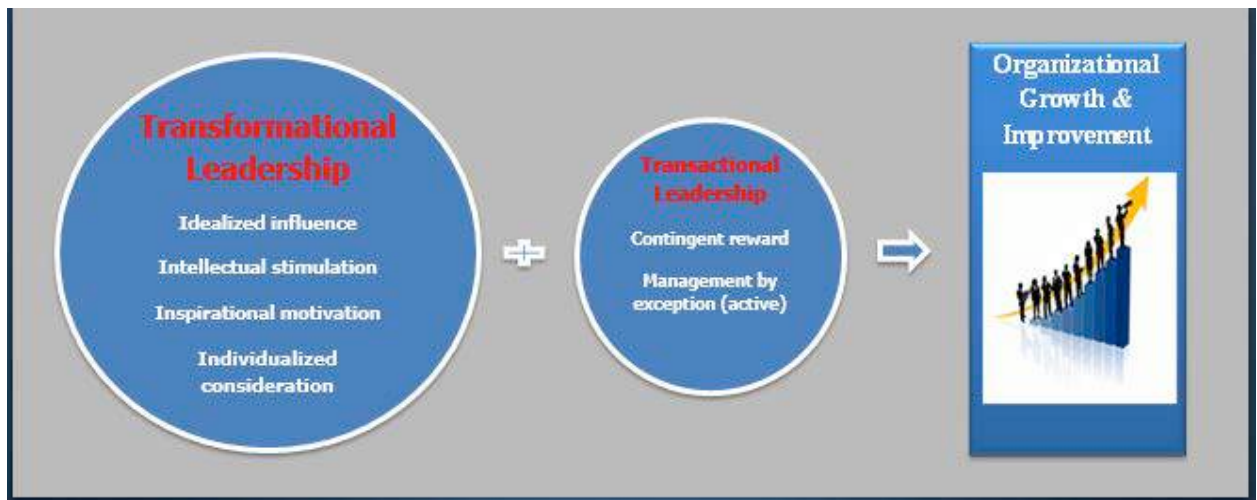 Transformational
Leadership
Idealized influence
Intellectual stimulation
Inspirational motivation
Individualized
consideration
Transactional
Leadership
Contingent reward
Management by
exception (active)
Organizational
Growth &
Improvement